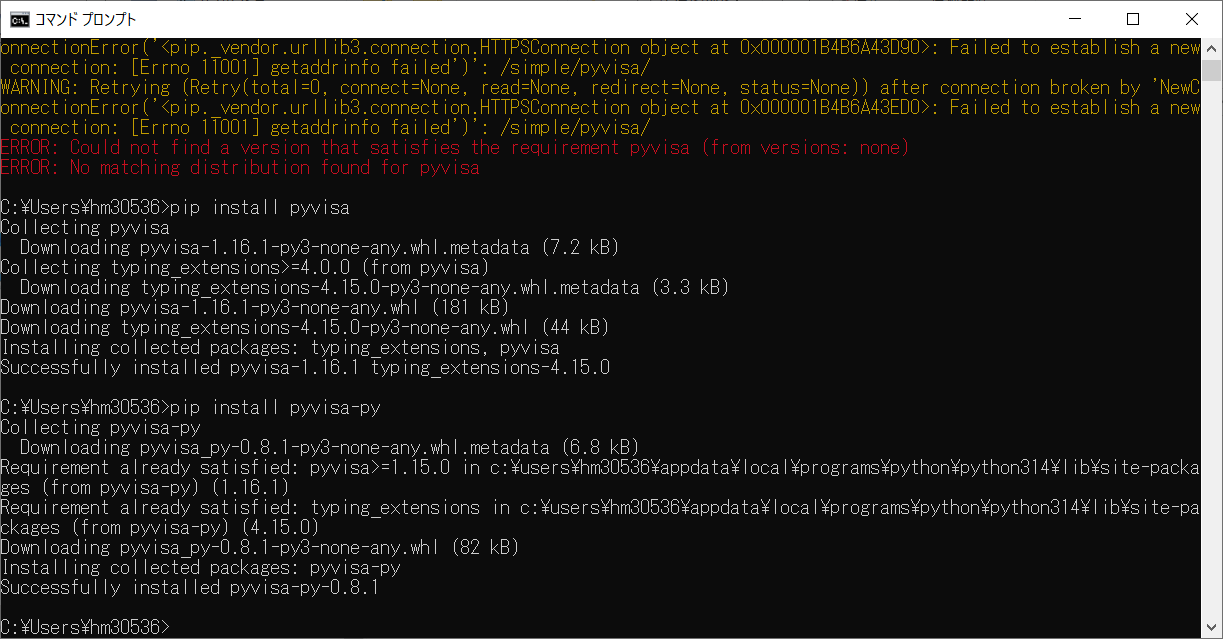 コマンド プロンプト
onnectionError('<pip._vendor.urllib3.connection.HTTPSConnection object at 0x000001B4B6A43D90>: Failed to establish a new
 connection: [Errno 11001] getaddrinfo failed')': /simple/pyvisa/
WARNING: Retrying (Retry(total=0, connect=None, read=None, redirect=None, status=None)) after connection broken by 'NewC
onnectionError('<pip._vendor.urllib3.connection.HTTPSConnection object at 0x000001B4B6A43ED0>: Failed to establish a new
 connection: [Errno 11001] getaddrinfo failed')': /simple/pyvisa/
ERROR: Could not find a version that satisfies the requirement pyvisa (from versions: none)
ERROR: No matching distribution found for pyvisa
C:¥Users¥hm30536>pip install pyvisa
Collecting pyvisa
  Downloading pyvisa-1.16.1-py3-none-any.whl.metadata (7.2 kB)
Collecting typing_extensions>=4.0.0 (from pyvisa)
  Downloading typing_extensions-4.15.0-py3-none-any.whl.metadata (3.3 kB)
Downloading pyvisa-1.16.1-py3-none-any.whl (181 kB)
Downloading typing_extensions-4.15.0-py3-none-any.whl (44 kB)
Installing collected packages: typing_extensions, pyvisa
Successfully installed pyvisa-1.16.1 typing_extensions-4.15.0
C:¥Users¥hm30536>pip install pyvisa-py
Collecting pyvisa-py
  Downloading pyvisa_py-0.8.1-py3-none-any.whl.metadata (6.8 kB)
Requirement already satisfied: pyvisa>=1.15.0 in c:¥users¥hm30536¥appdata¥local¥programs¥python¥python314¥lib¥site-packa
ges (from pyvisa-py) (1.16.1)
Requirement already satisfied: typing_extensions in c:¥users¥hm30536¥appdata¥local¥programs¥python¥python314¥lib¥site-pa
ckages (from pyvisa-py) (4.15.0)
Downloading pyvisa_py-0.8.1-py3-none-any.whl (82 kB)
Installing collected packages: pyvisa-py
Successfully installed pyvisa-py-0.8.1
C:¥Users¥hm30536>